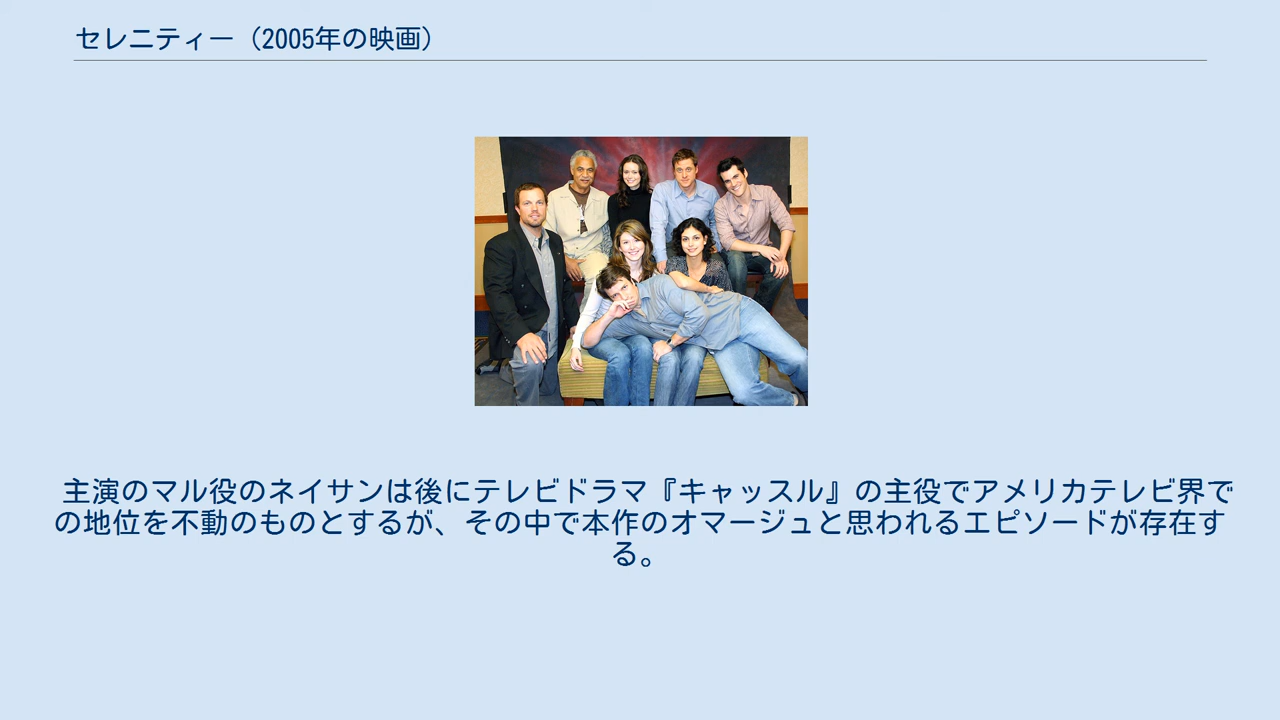 セレニティー（2005年の映画）
主演のマル役のネイサンは後にテレビドラマ『キャッスル』の主役でアメリカテレビ界で
の地位を不動のものとするが、その中で本作のオマージュと思われるエピソードが存在す
る。